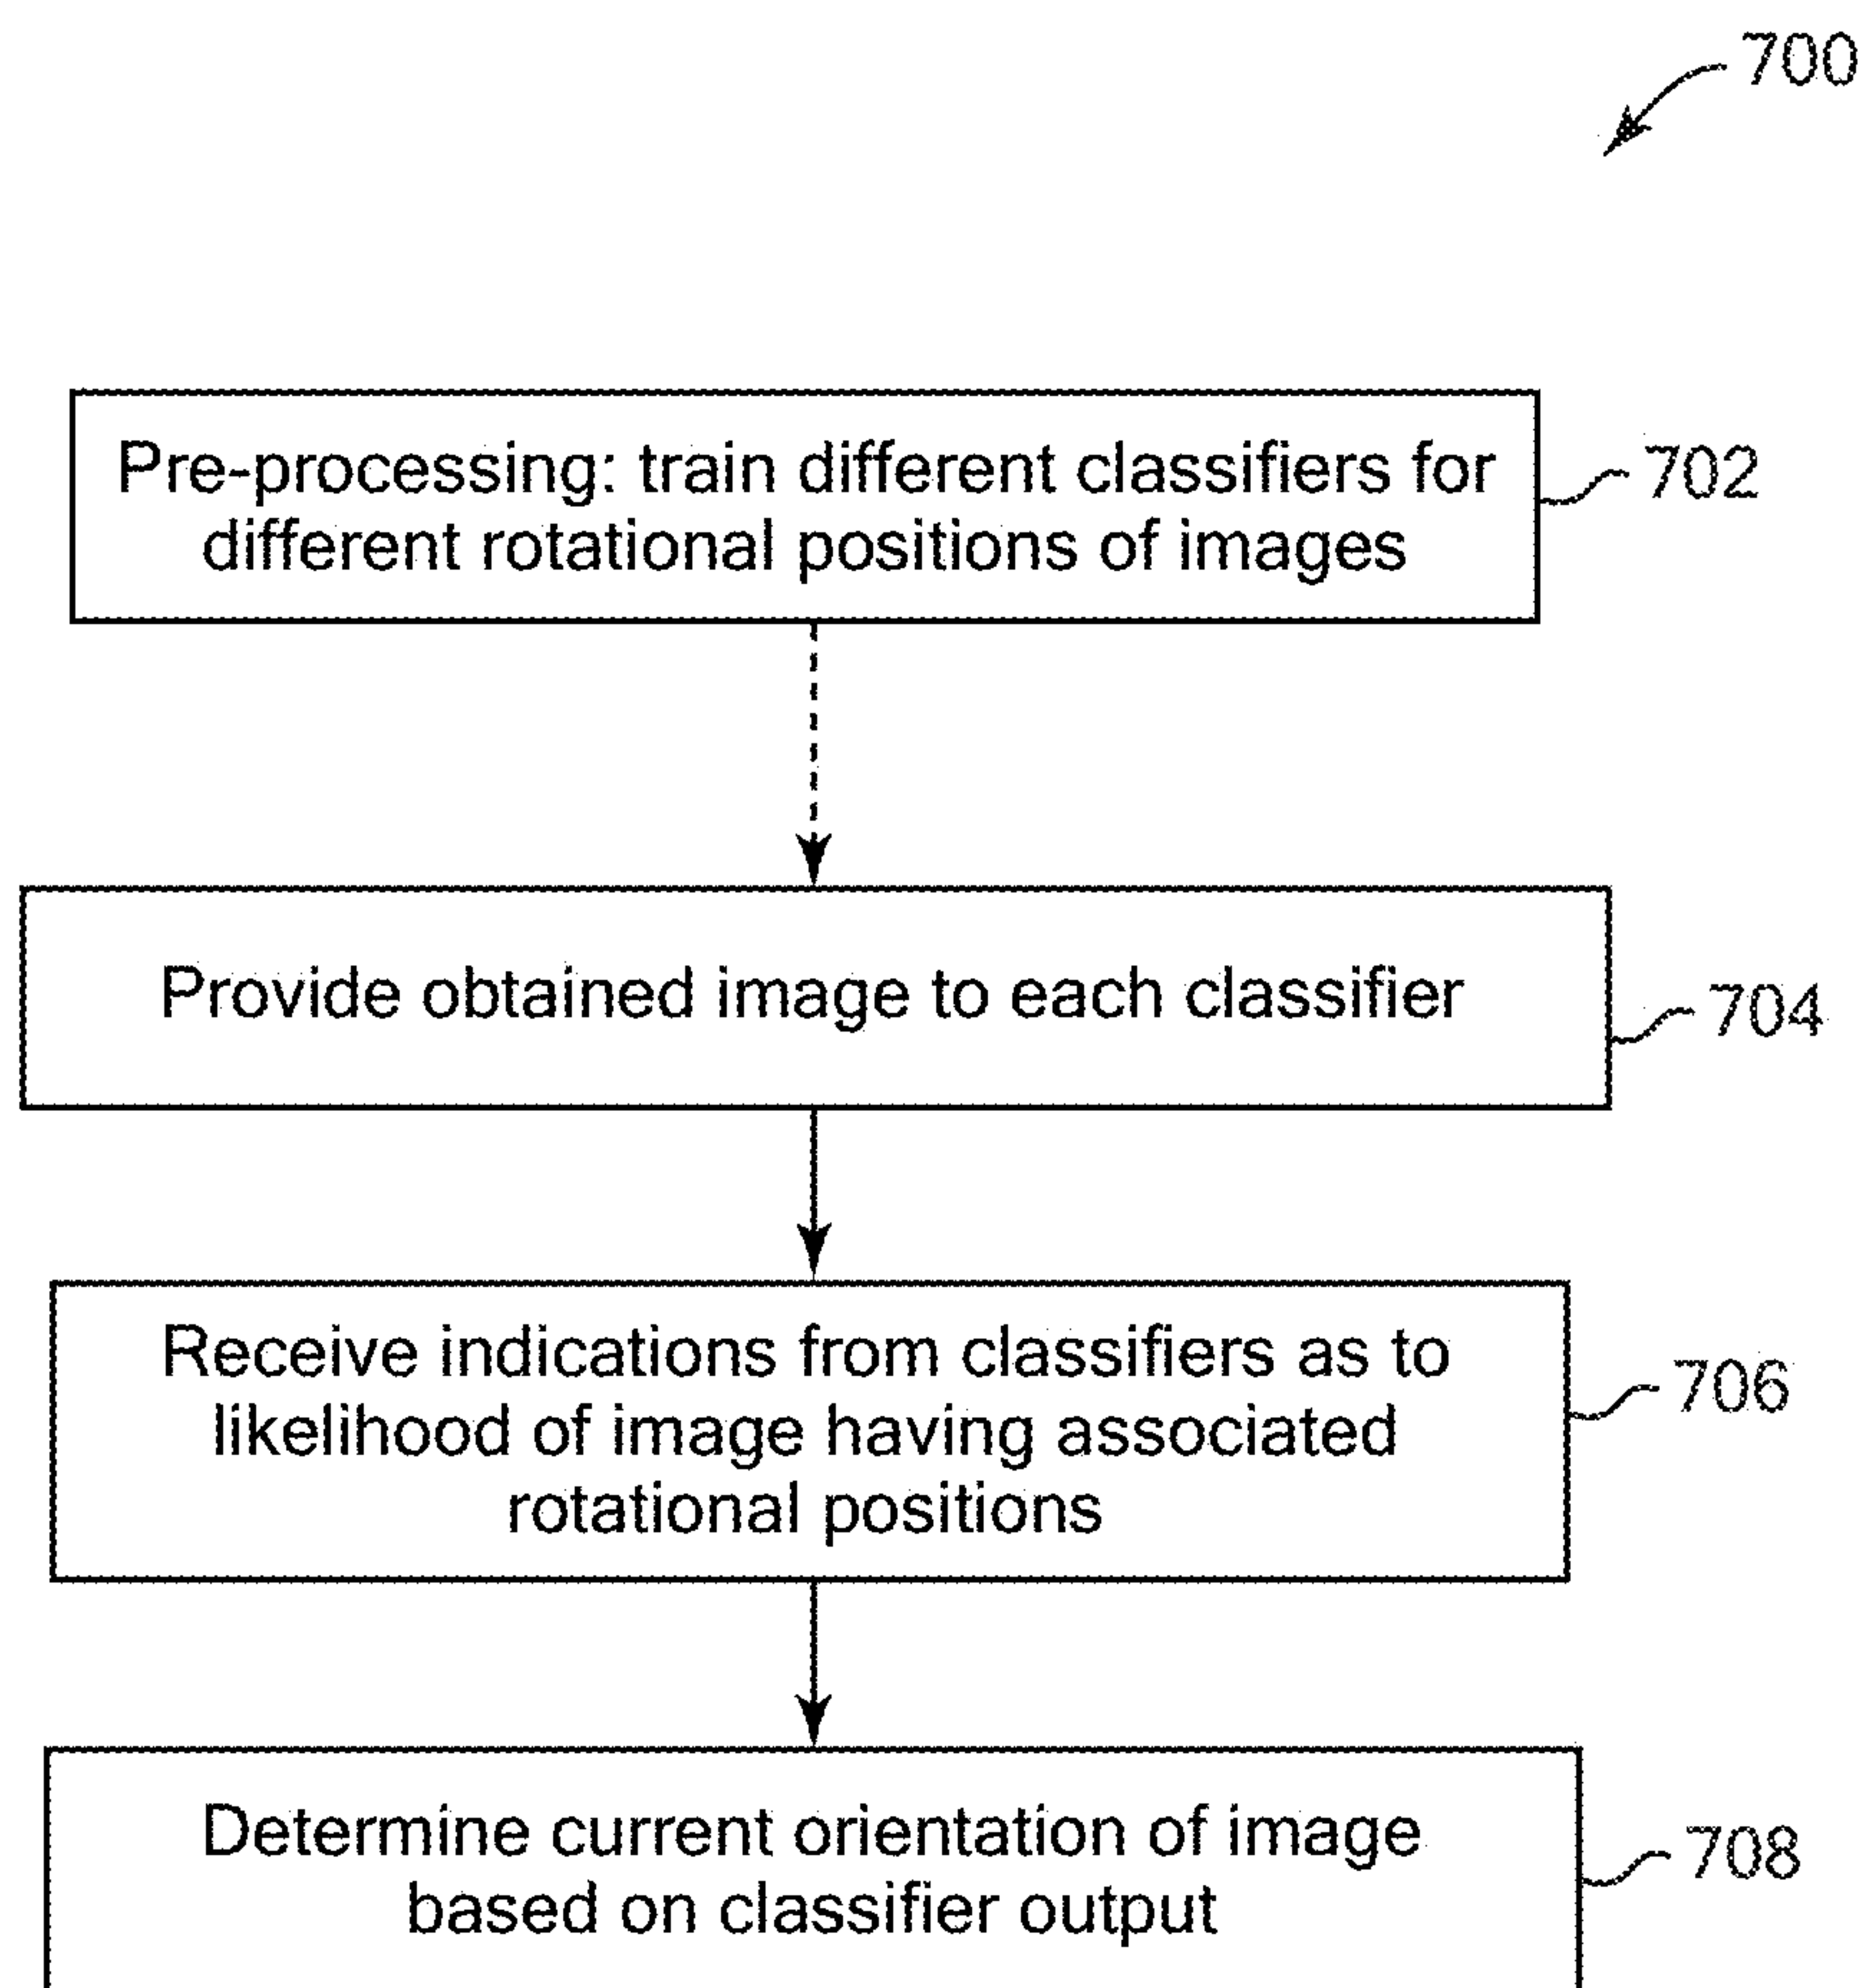 700
Pre-processing: train different classifiers for
different rotational positions of images
702
Provide obtained image to each classifier
704
Receive indications from classifiers as to
likelihood of image having associated
rotational positions
706
Determine current orientation of image
based on classifier output
708